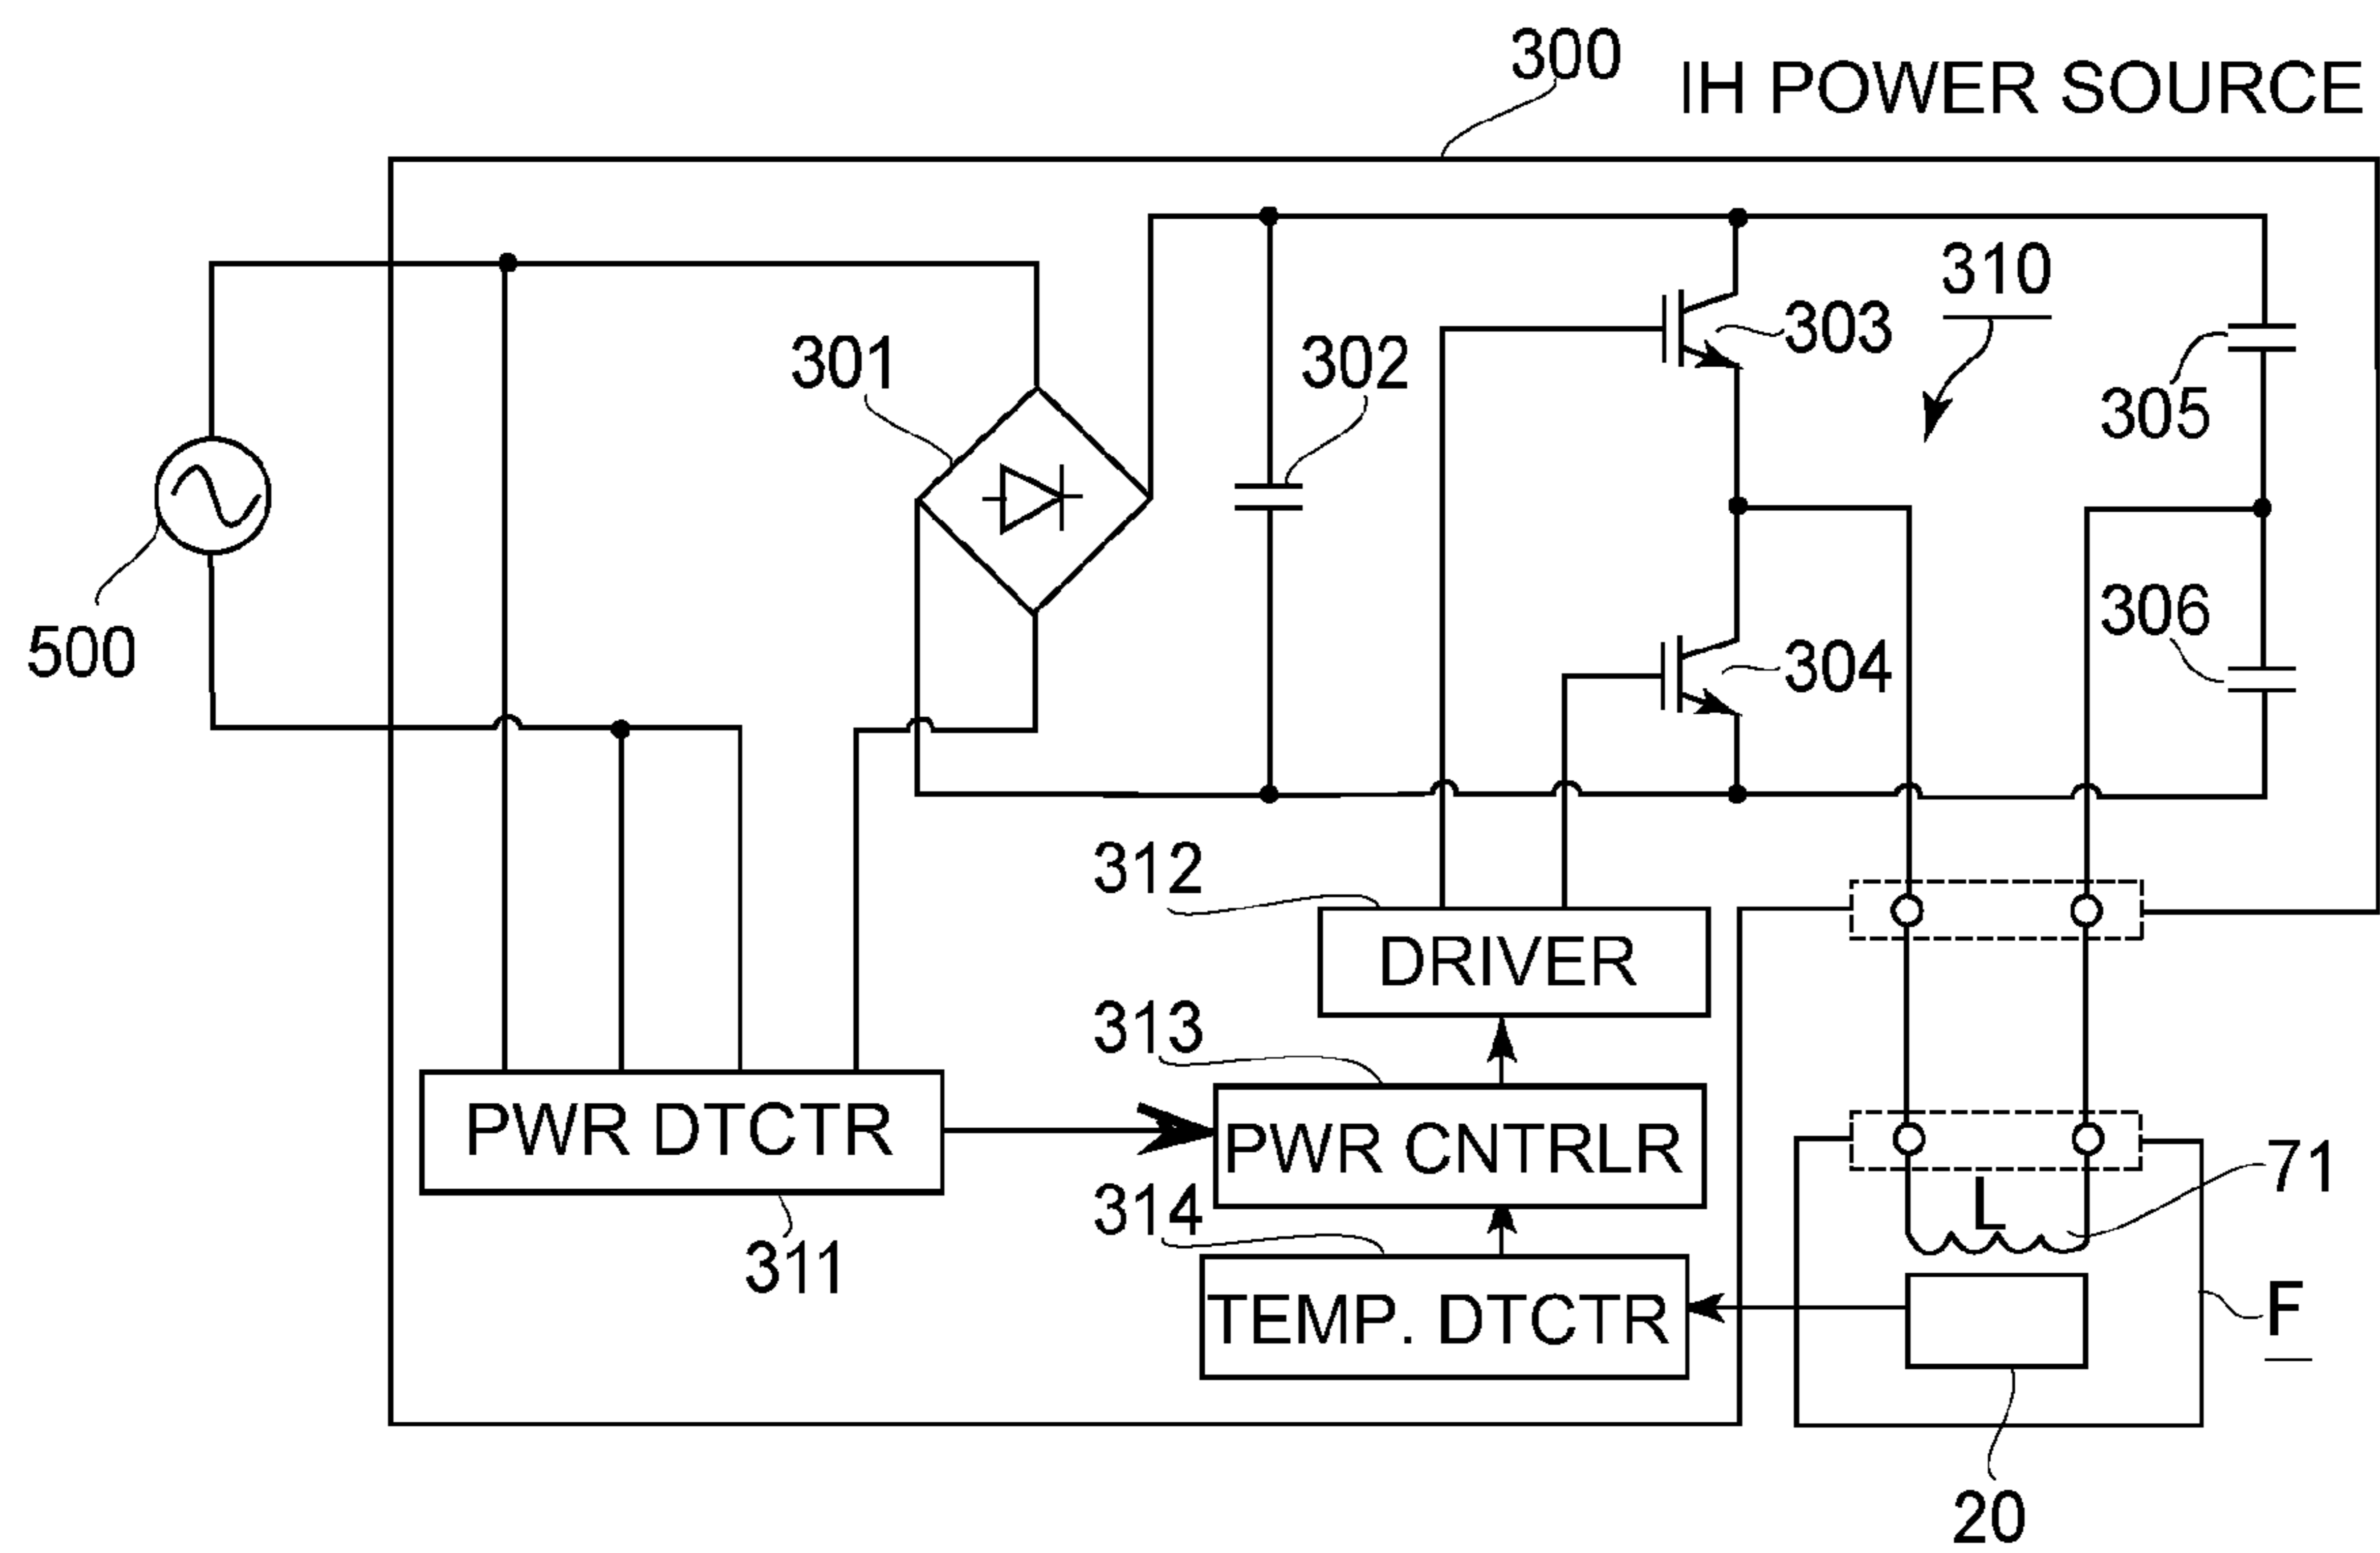 300
IH POWER SOURCE
310
301
302
303
305
500
306
304
312
DRIVER
313
PWR DTCTR
PWR CNTRLR
71
L
314
311
TEMP. DTCTR
F
20